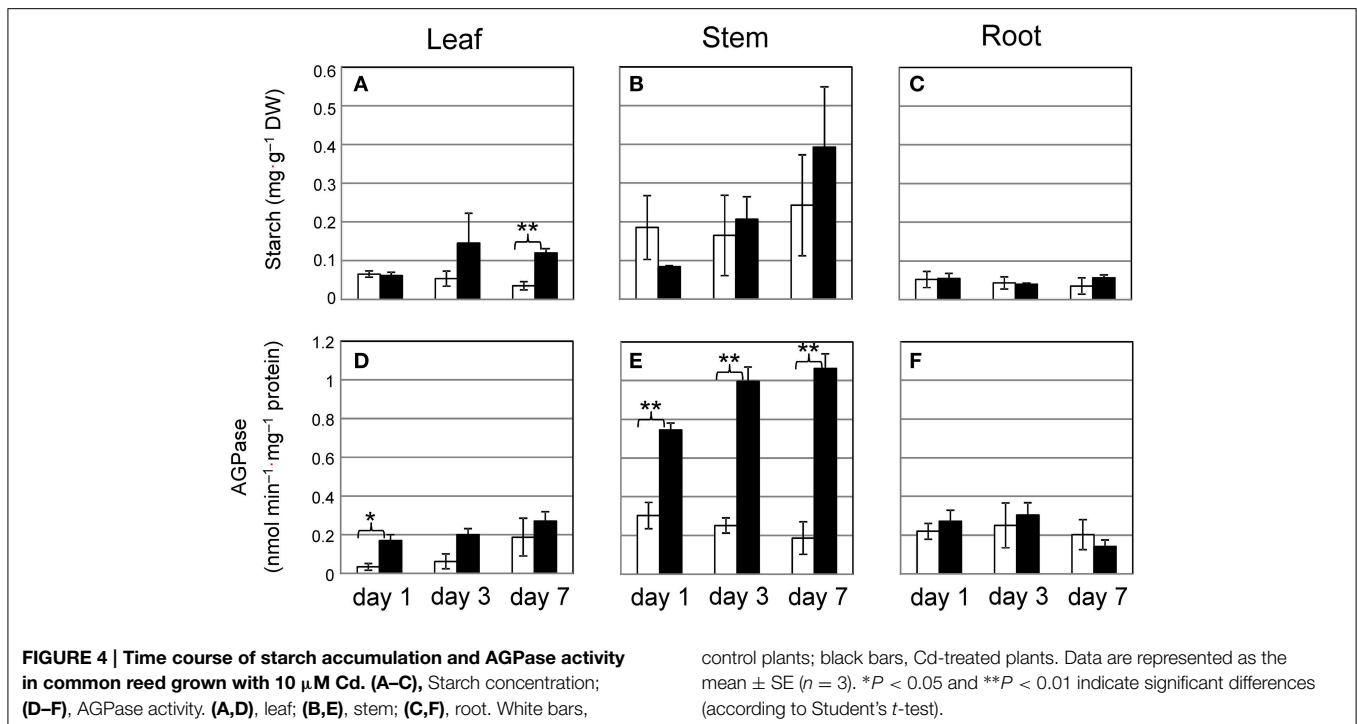 Leaf Stem Root
Starch (mg·g⁻¹ DW)
0.6
0.5
0.4
0.3
0.2
0.1
0
A
**
B
C
AGPase
(nmol min⁻¹·mg⁻¹ protein)
1.2
1
0.8
0.6
0.4
0.2
0
D
*
E
** ** **
F
day 1 day 3 day 7 day 1 day 3 day 7 day 1 day 3 day 7
FIGURE 4 | Time course of starch accumulation and AGPase activity
in common reed grown with 10 μM Cd. (A–C), Starch concentration;
(D–F), AGPase activity. (A,D), leaf; (B,E), stem; (C,F), root. White bars,
control plants; black bars, Cd-treated plants. Data are represented as the
mean ± SE (n = 3). *P < 0.05 and **P < 0.01 indicate significant differences
(according to Student's t-test).